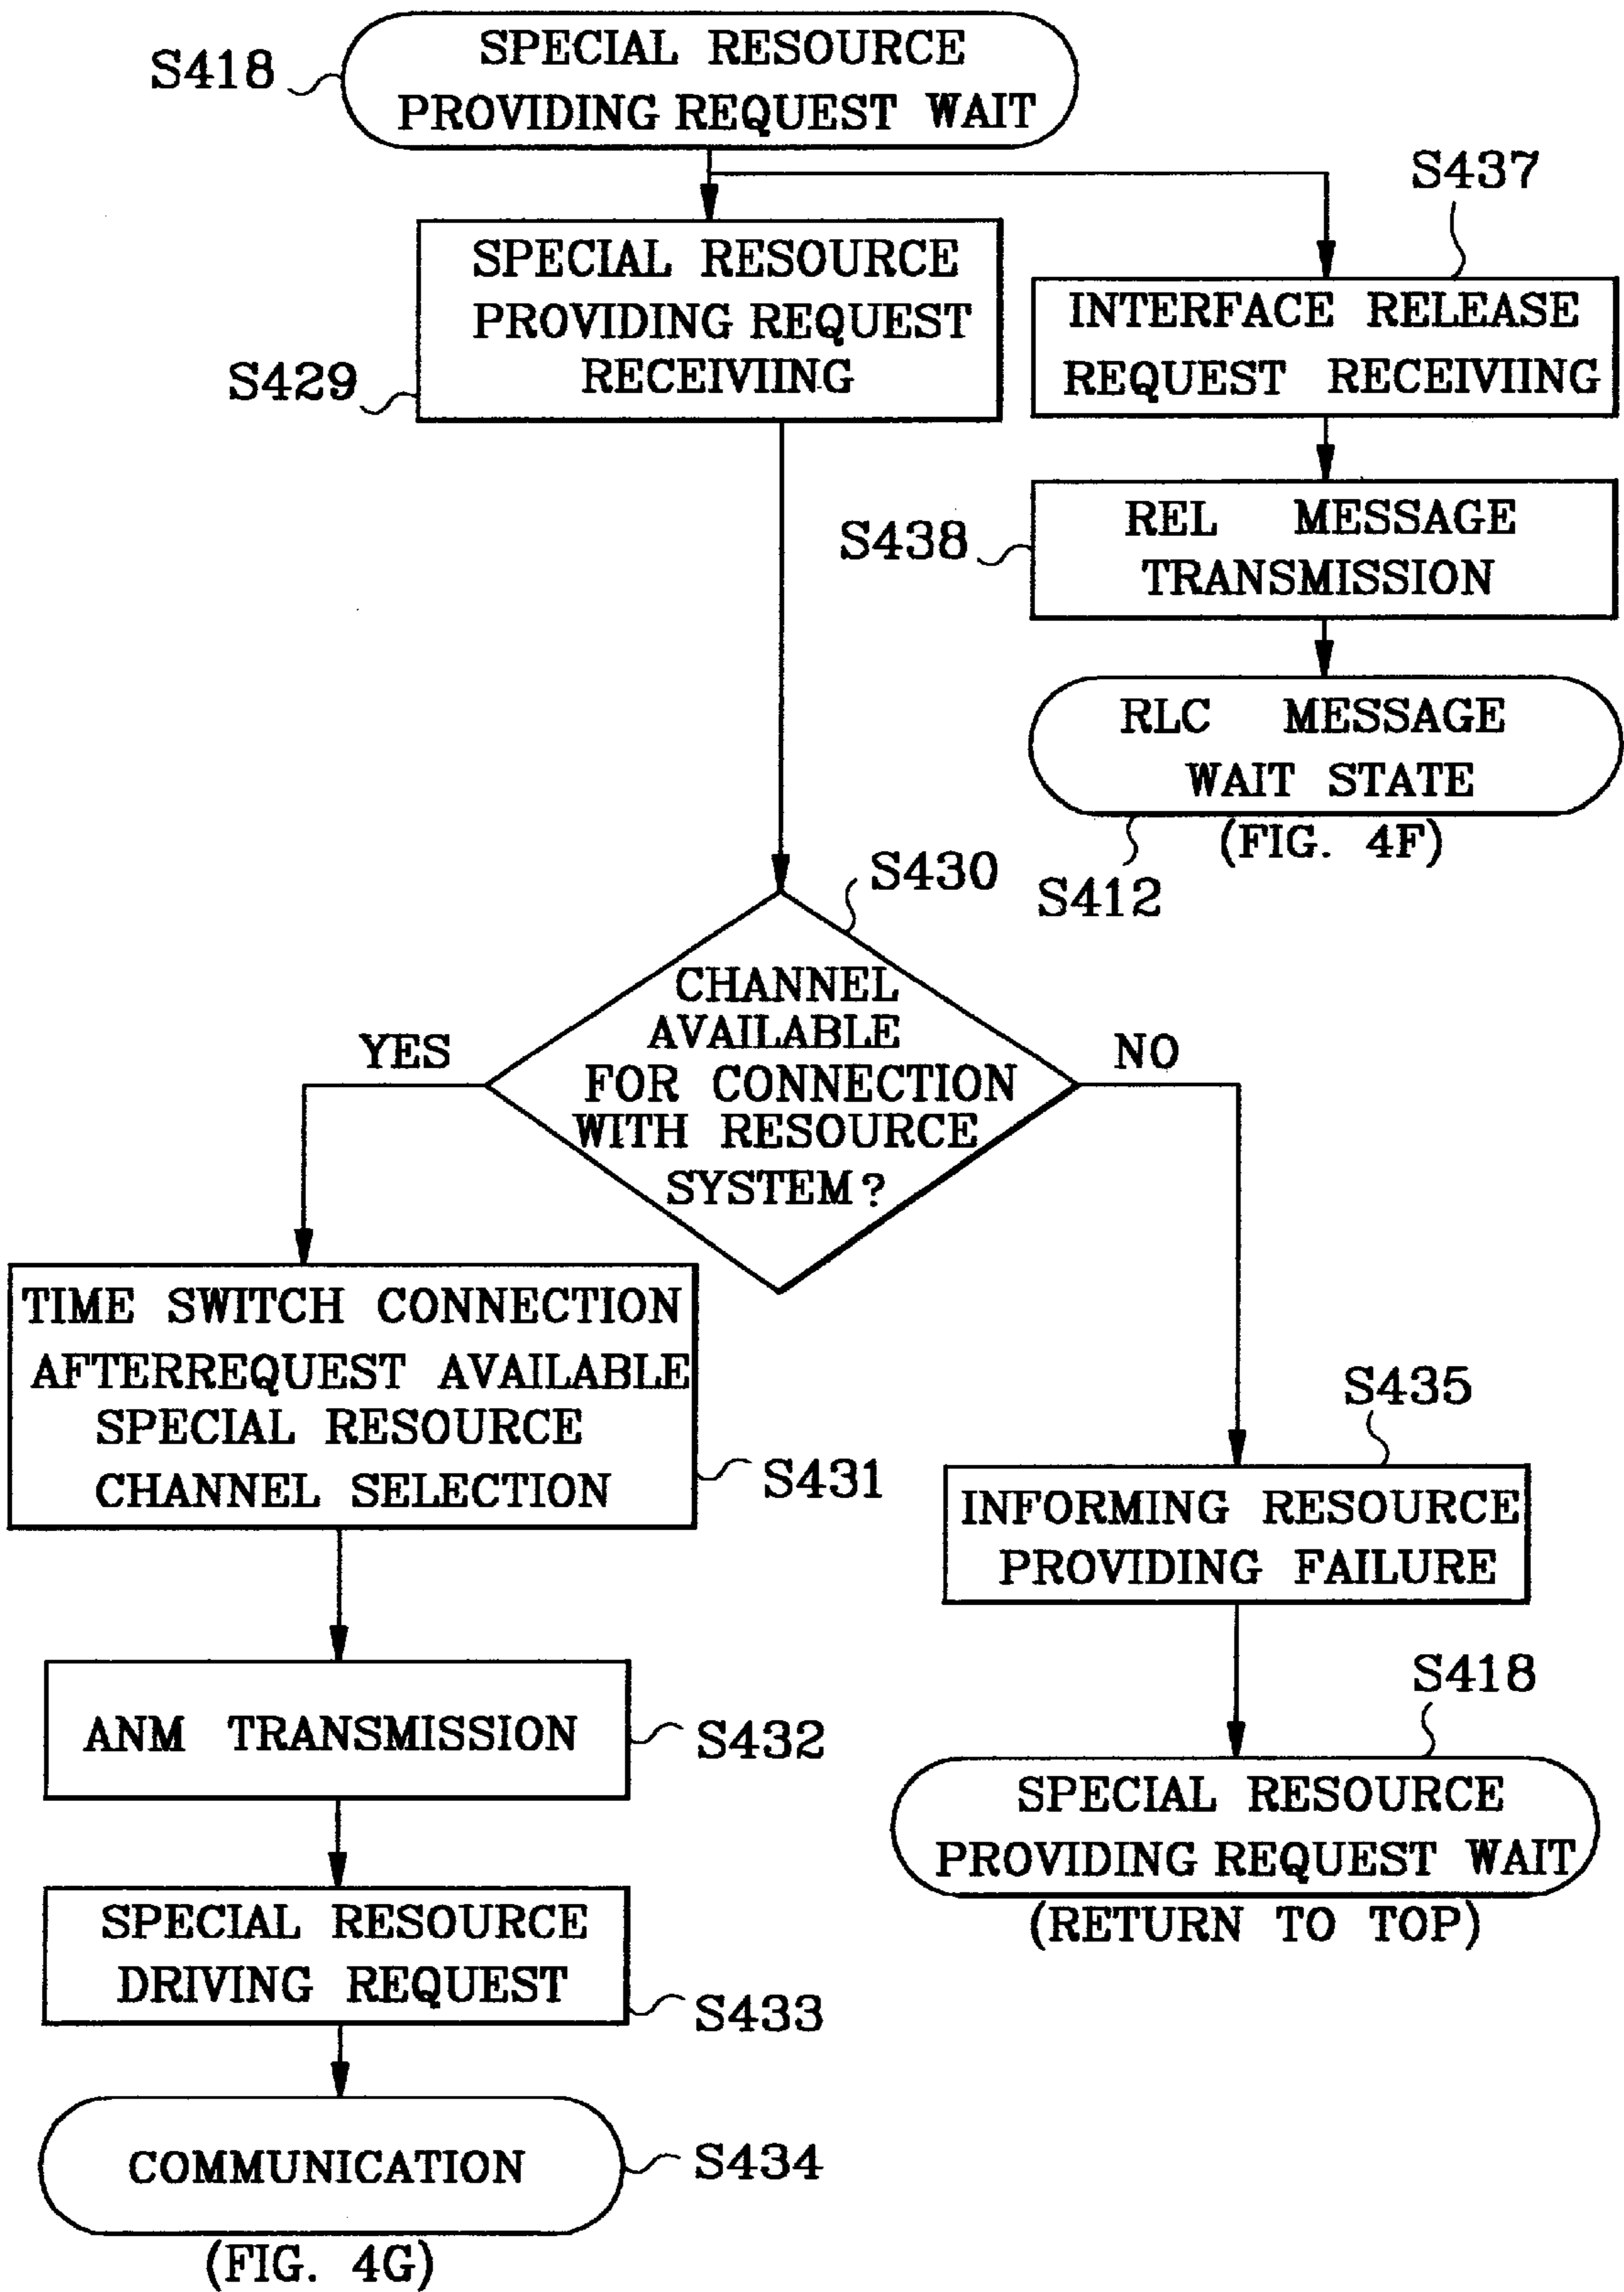 S418
SPECIAL RESOURCE
PROVIDING REQUEST WAIT
S437
SPECIAL RESOURCE
PROVIDING REQUEST
RECEIVIING
S429
INTERFACE RELEASE
REQUEST RECEIVIING
S438
REL MESSAGE
TRANSMISSION
RLC MESSAGE
WAIT STATE
(FIG. 4F)
S412
S430
CHANNEL
AVAILABLE
FOR CONNECTION
WITH RESOURCE
SYSTEM?
YES
NO
TIME SWITCH CONNECTION
AFTERREQUEST AVAILABLE
SPECIAL RESOURCE
CHANNEL SELECTION
S431
S435
INFORMING RESOURCE
PROVIDING FAILURE
ANM TRANSMISSION
S432
S418
SPECIAL RESOURCE
PROVIDING REQUEST WAIT
(RETURN TO TOP)
SPECIAL RESOURCE
DRIVING REQUEST
S433
COMMUNICATION
S434
(FIG. 4G)